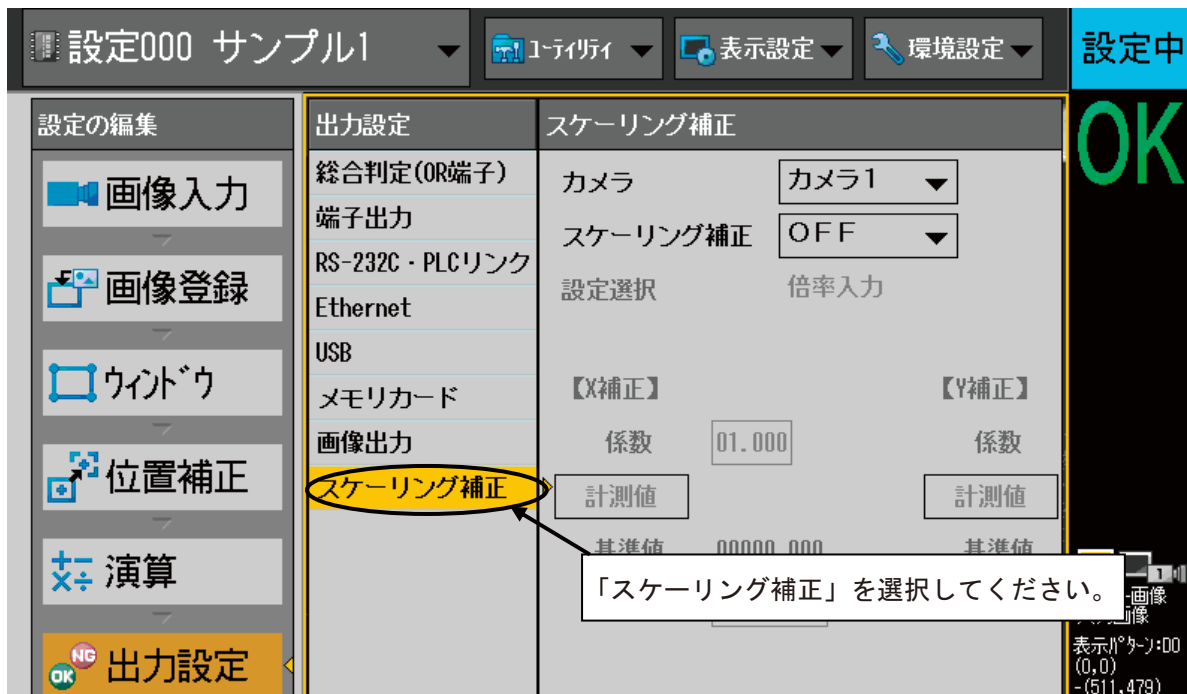 設定000 サンプル1
ﾕｰﾃｨﾘﾃｨ
表示設定
環境設定
設定中
設定の編集
画像入力
画像登録
ｳｨﾝﾄﾞｳ
位置補正
演算
NG
OK
出力設定
出力設定
総合判定(OR端子)
端子出力
RS-232C・PLCリンク
Ethernet
USB
メモリカード
画像出力
スケーリング補正
スケーリング補正
カメラ
カメラ1
スケーリング補正
OFF
設定選択
倍率入力
【X補正】
【Y補正】
係数
01.000
係数
計測値
計測値
基準値
00000.000
基準値
「スケーリング補正」を選択してください。
OK
1
画像
画像
表示ﾊﾟﾀｰﾝ:D0
(0,0)
-(511,479)